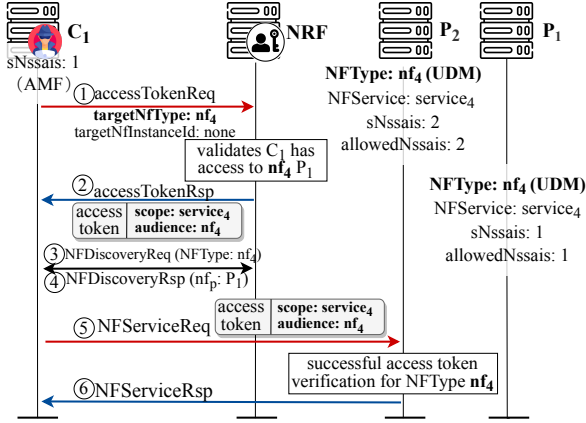 C1
NRF
P2
P1
sNssais: 1
(AMF)
NFType: nf4 (UDM)
NFService: service4
sNssais: 2
allowedNssais: 2
① accessTokenReq
targetNfType: nf4
targetNfInstanceId: none
validates C1 has
access to nf4 P1
NFType: nf4 (UDM)
NFService: service4
sNssais: 1
allowedNssais: 1
② accessTokenRsp
access
token
scope: service4
audience: nf4
③ NFDiscoveryReq (NFType: nf4)
④ NFDiscoveryRsp (nfp: P1)
access
token
scope: service4
audience: nf4
⑤ NFServiceReq
successful access token
verification for NFType nf4
⑥ NFServiceRsp